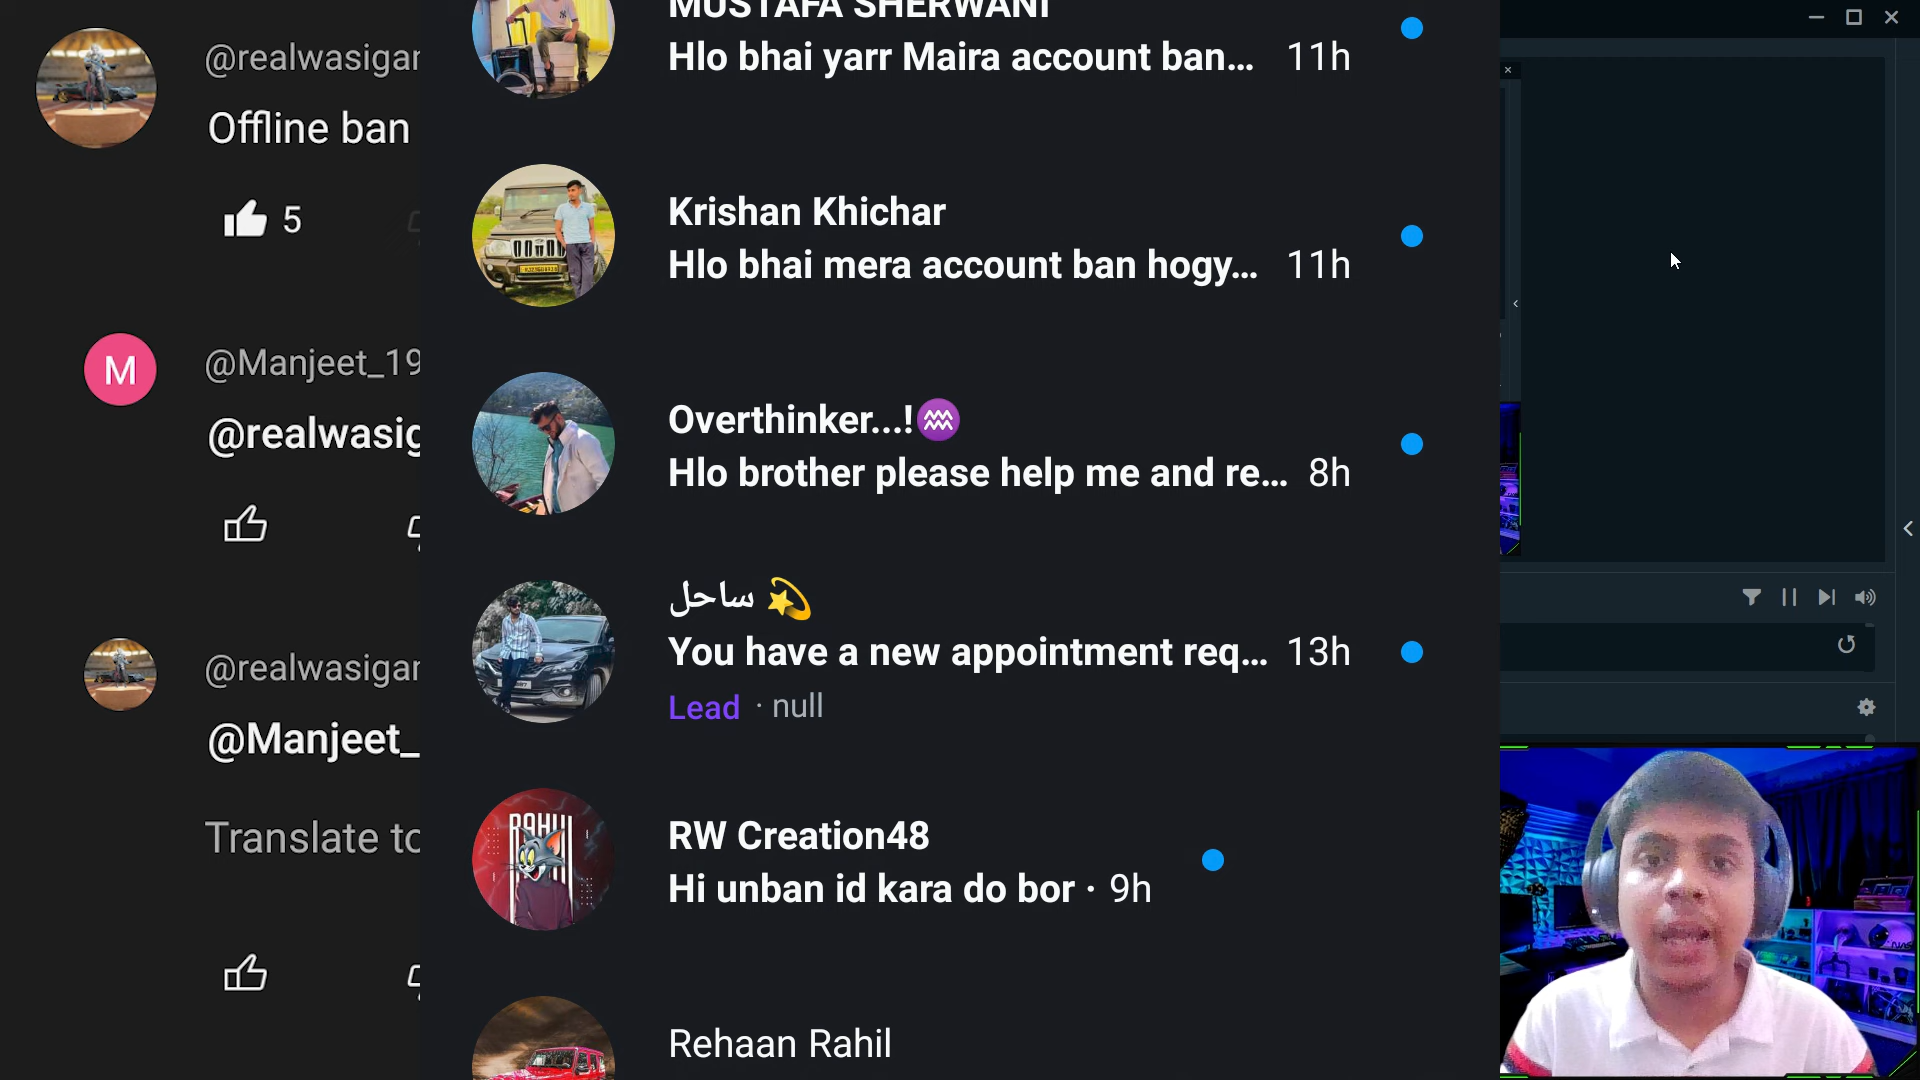 @realwasigar
Offline ban
5
M
@Manjeet_19
@realwasig
@realwasigar
@Manjeet_
Translate to
MUSTAFA SHERWANI
Hlo bhai yarr Maira account ban... 11h
Krishan Khichar
Hlo bhai mera account ban hogy... 11h
Overthinker...!♒
Hlo brother please help me and re... 8h
ساحل 💫
You have a new appointment req... 13h
Lead · null
RAHUL
RW Creation48
Hi unban id kara do bor · 9h
Rehaan Rahil